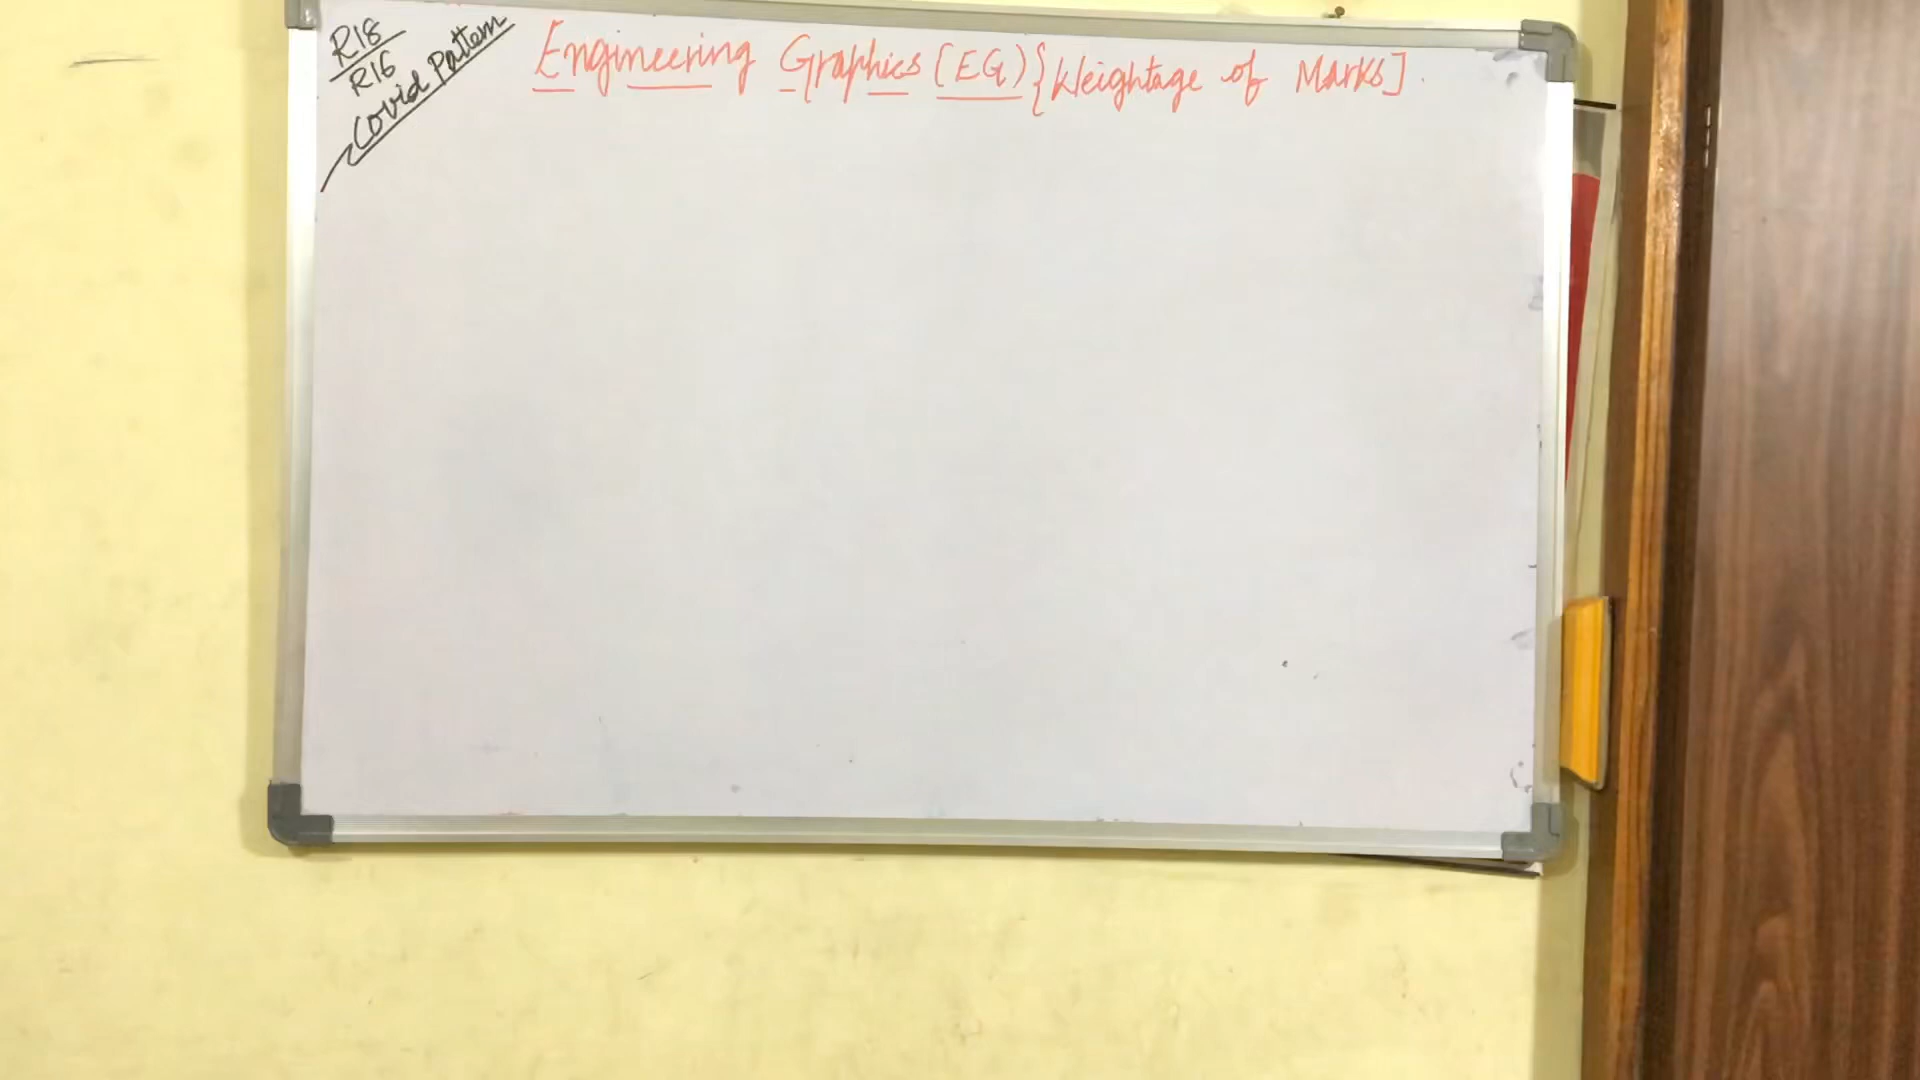 R18
R16
Covid Pattern
Engineering Graphics (EG) {Weightage of Marks].